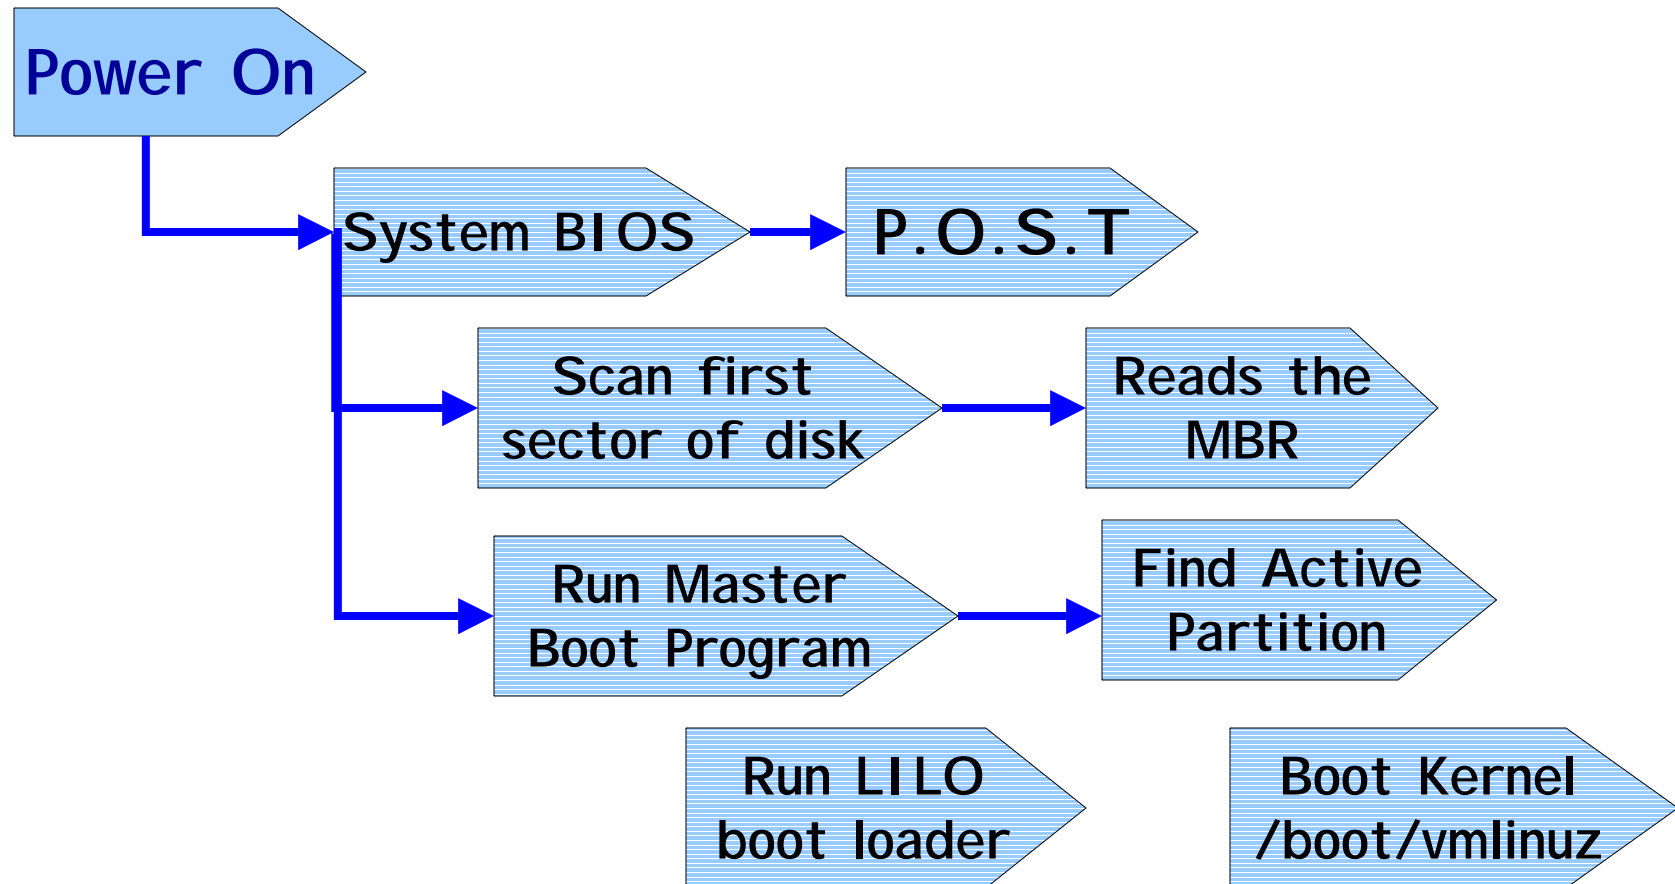 Power On
System BIOS
P.O.S.T
Scan first
sector of disk
Reads the
MBR
Run Master
Boot Program
Find Active
Partition
Run LILO
boot loader
Boot Kernel
/boot/vmlinuz